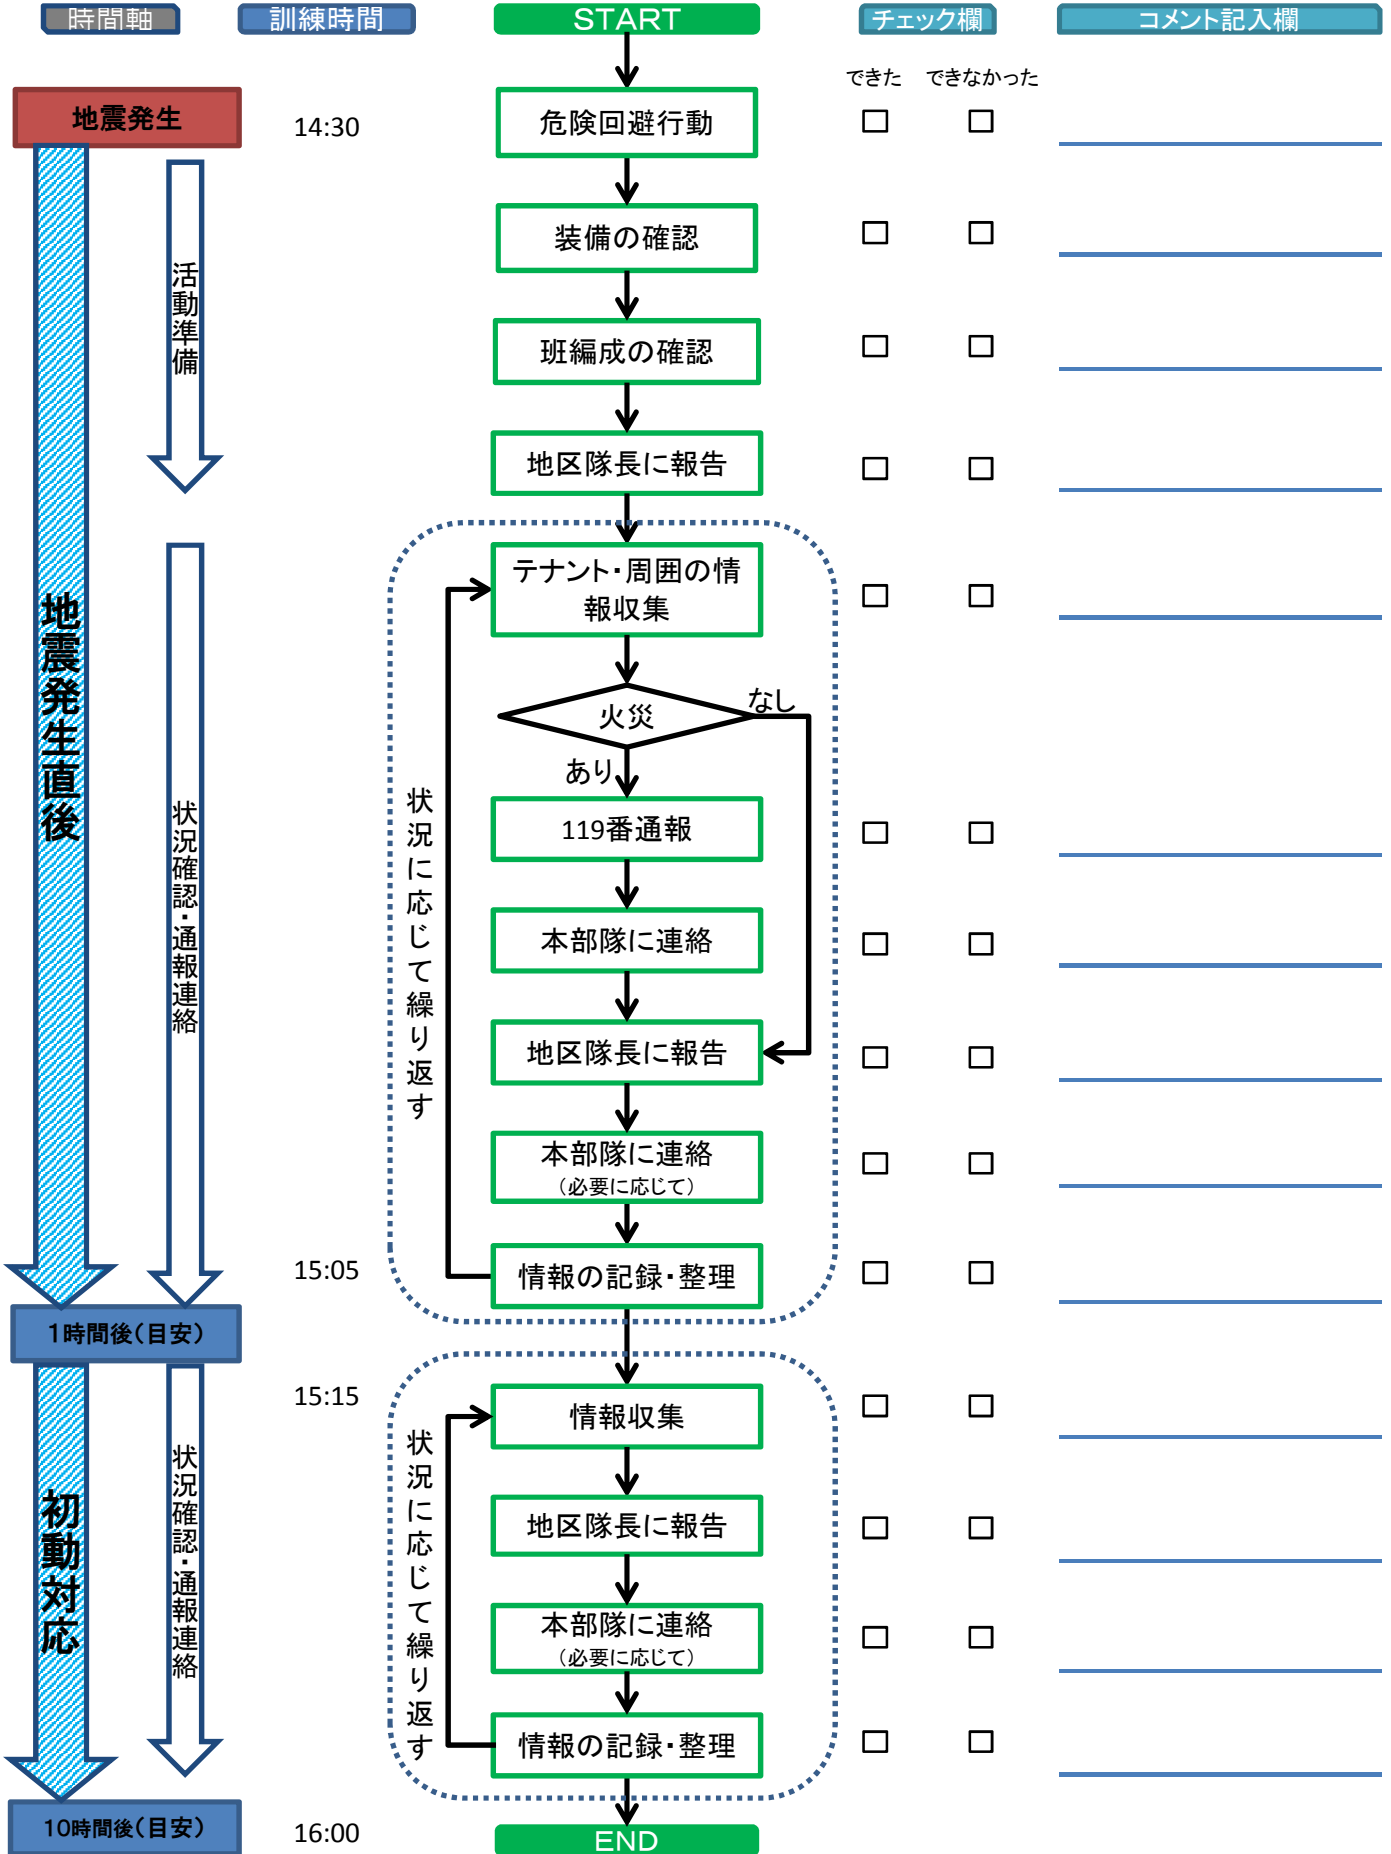 時間軸
訓練時間
START
チェック欄
コメント記入欄
できた
できなかった
地震発生
14:30
危険回避行動
装備の確認
活動準備
班編成の確認
地区隊長に報告
地震発生直後
状況確認・通報連絡
状況に応じて繰り返す
テナント・周囲の情
報収集
火災
なし
あり
119番通報
本部隊に連絡
地区隊長に報告
本部隊に連絡
（必要に応じて）
15:05
情報の記録・整理
1時間後（目安）
15:15
初動対応
状況確認・通報連絡
状況に応じて繰り返す
情報収集
地区隊長に報告
本部隊に連絡
（必要に応じて）
情報の記録・整理
10時間後（目安）
16:00
END